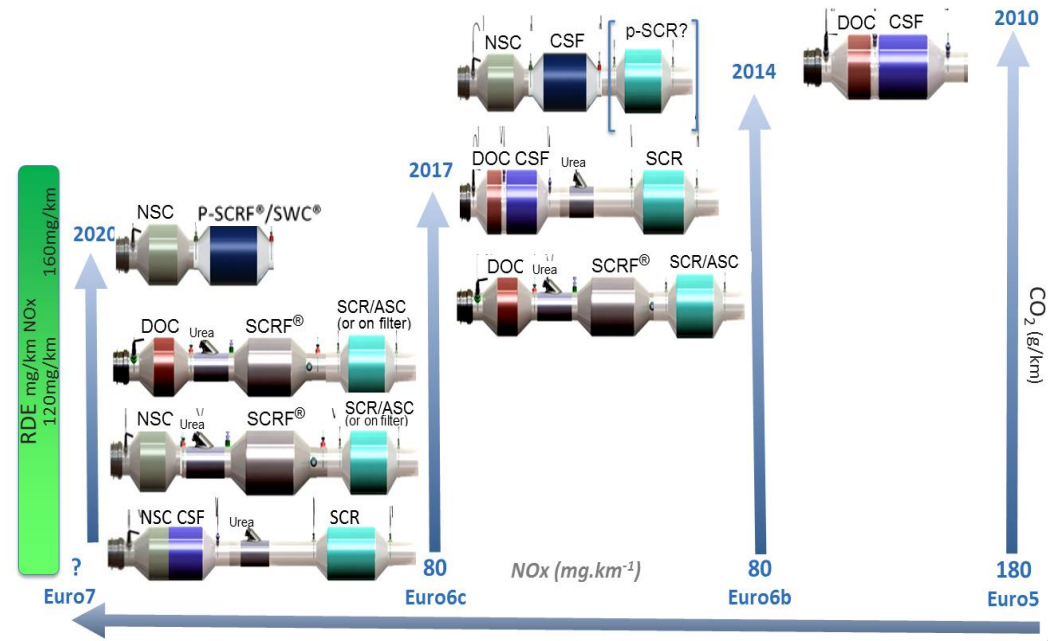 2010
DOC CSF
p-SCR?
NSC
CSF
2014
DOC CSF
Urea
SCR
2017
NSC
P-SCRF®/SWC®
2020
DOC
Urea
SCRF®
SCR/ASC
SCR/ASC
(or on filter)
DOC
Urea
SCRF®
SCR/ASC
(or on filter)
NSC
Urea
SCRF®
NSC CSF
Urea
SCR
RDE mg/km NOx
120mg/km 160mg/km
CO2 (g/km)
? 80 NOx (mg.km-1) 80 180
Euro7 Euro6c Euro6b Euro5